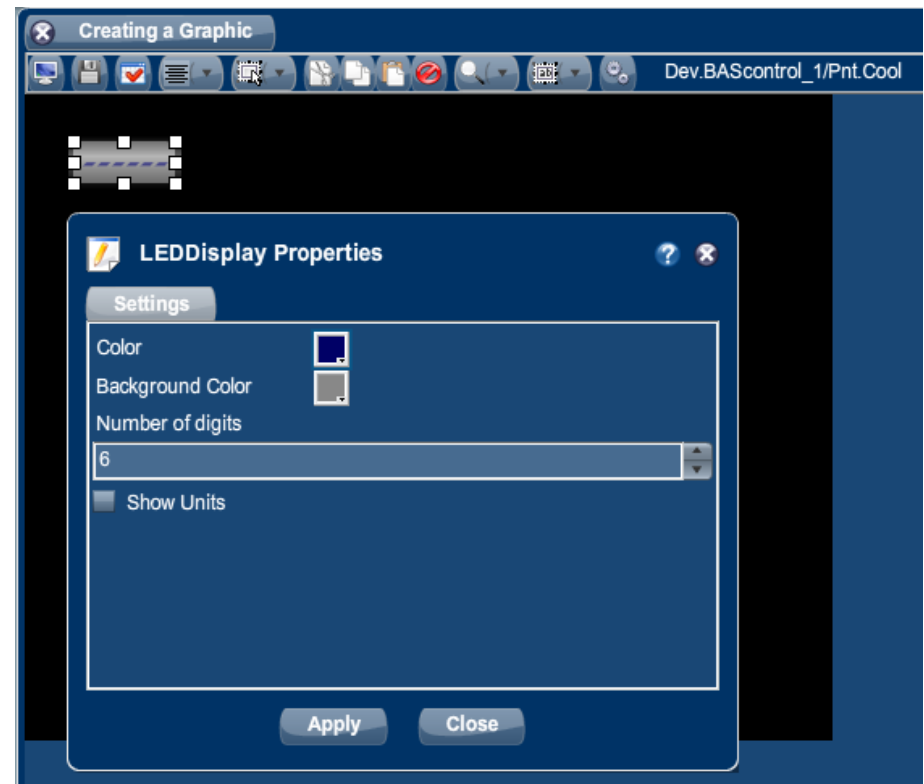 Creating a Graphic
Dev.BAScontrol_1/Pnt.Cool
LEDDisplay Properties
Settings
Color
Background Color
Number of digits
6
Show Units
Apply
Close